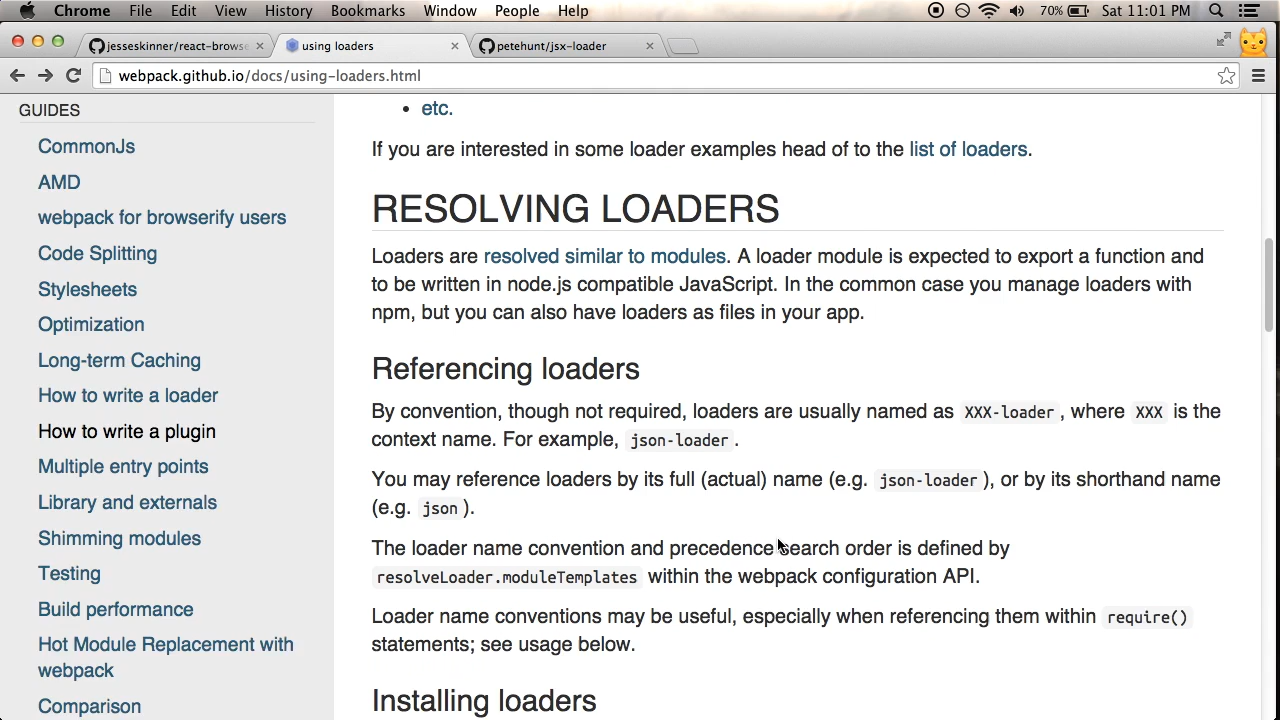 Chrome File Edit View History Bookmarks Window People Help 70% Sat 11:01 PM
jesseskinner/react-browse using loaders petehunt/jsx-loader
webpack.github.io/docs/using-loaders.html
GUIDES
CommonJs
AMD
webpack for browserify users
Code Splitting
Stylesheets
Optimization
Long-term Caching
How to write a loader
How to write a plugin
Multiple entry points
Library and externals
Shimming modules
Testing
Build performance
Hot Module Replacement with
webpack
Comparison
• etc.
If you are interested in some loader examples head of to the list of loaders.
RESOLVING LOADERS
Loaders are resolved similar to modules. A loader module is expected to export a function and
to be written in node.js compatible JavaScript. In the common case you manage loaders with
npm, but you can also have loaders as files in your app.
Referencing loaders
By convention, though not required, loaders are usually named as XXX-loader, where XXX is the
context name. For example, json-loader.
You may reference loaders by its full (actual) name (e.g. json-loader), or by its shorthand name
(e.g. json).
The loader name convention and precedence search order is defined by
resolveLoader.moduleTemplates within the webpack configuration API.
Loader name conventions may be useful, especially when referencing them within require()
statements; see usage below.
Installing loaders